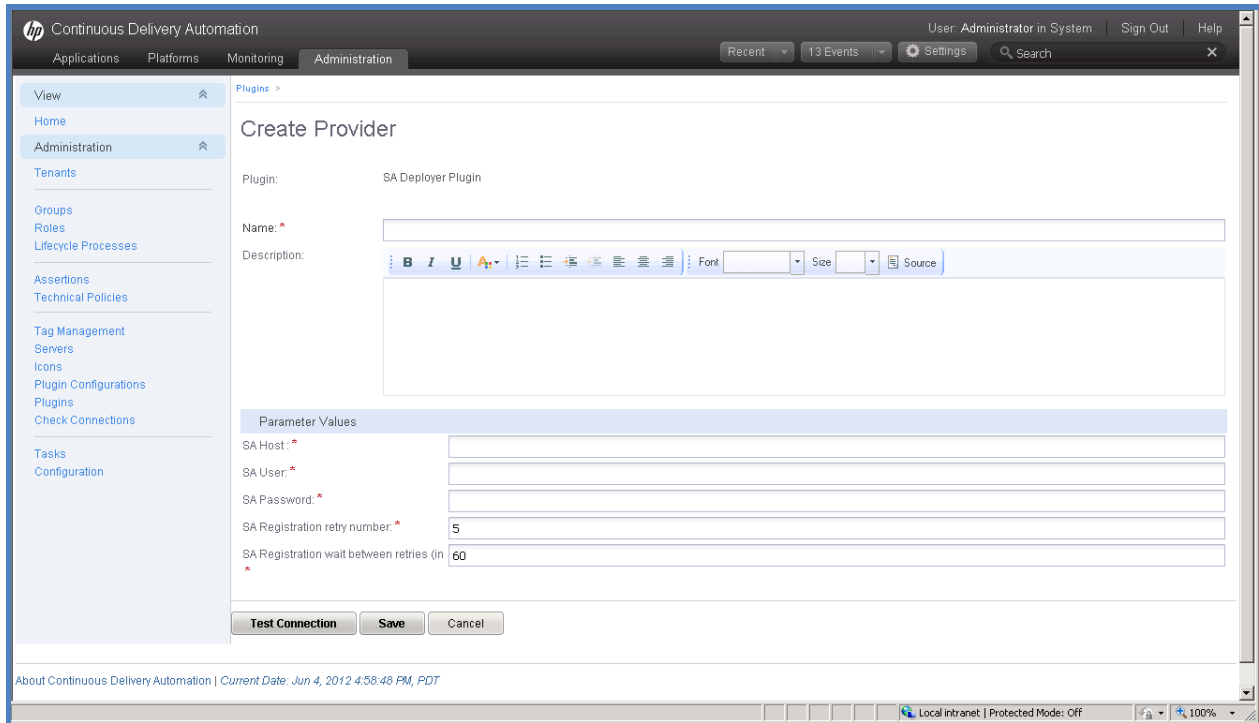 hp Continuous Delivery Automation
User: Administrator in System Sign Out Help
Applications Platforms Monitoring Administration
Recent 13 Events Settings Search
View
Home
Administration
Tenants
Groups
Roles
Lifecycle Processes
Assertions
Technical Policies
Tag Management
Servers
Icons
Plugin Configurations
Plugins
Check Connections
Tasks
Configuration
Plugins >
Create Provider
Plugin: SA Deployer Plugin
Name: *
Description:
B I U A Font Size Source
Parameter Values
SA Host : *
SA User: *
SA Password: *
SA Registration retry number: * 5
SA Registration wait between retries (in 60
*
Test Connection Save Cancel
About Continuous Delivery Automation | Current Date: Jun 4, 2012 4:58:48 PM, PDT
Local intranet | Protected Mode: Off 100%